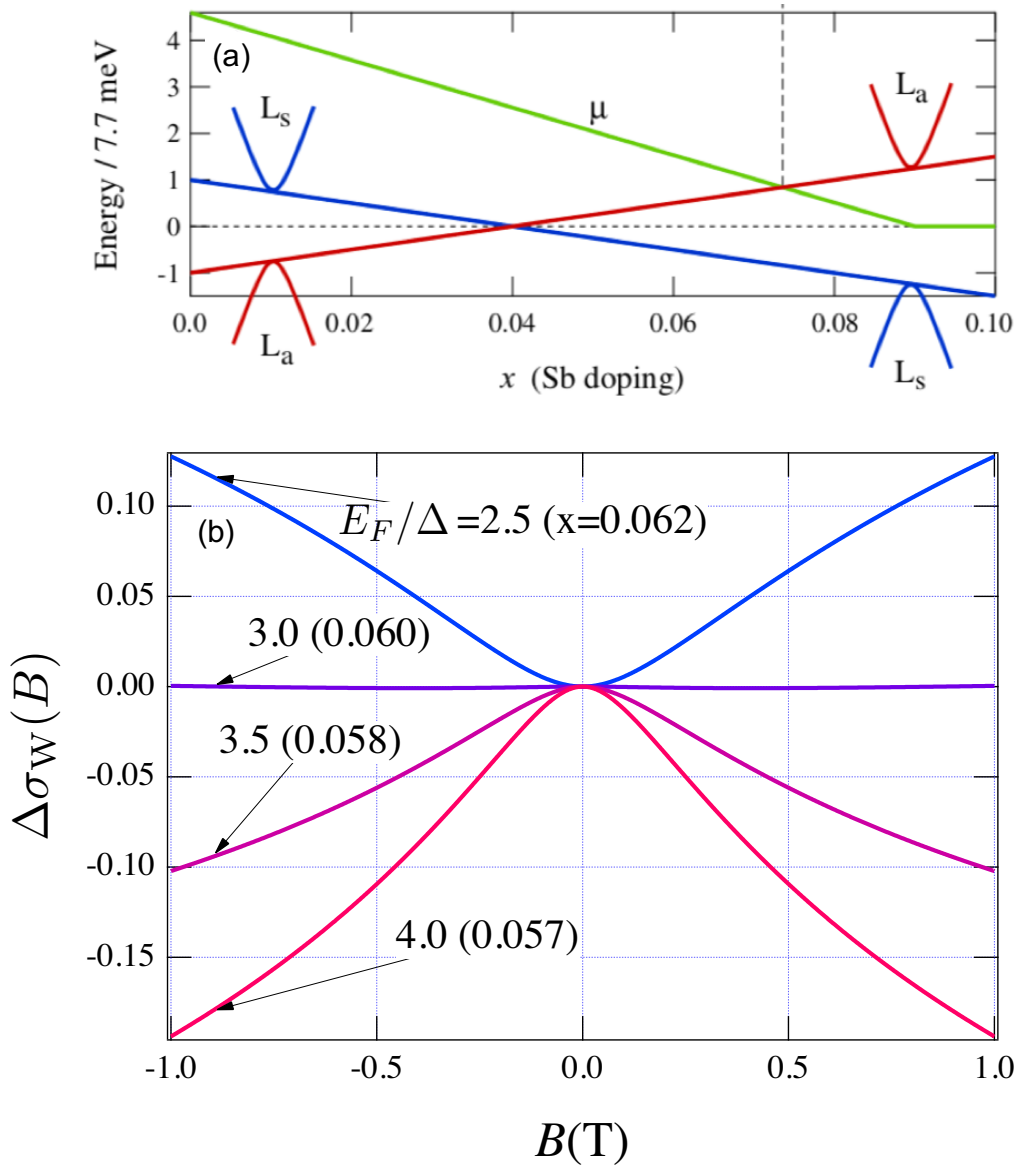 (a)
Energy / 7.7 meV
4
3
2
1
0
-1
L_s
L_a
μ
L_a
L_s
0.0 0.02 0.04 0.06 0.08 0.10
x (Sb doping)
(b)
Δσ_W(B)
0.10
0.05
0.00
-0.05
-0.10
-0.15
E_F/Δ =2.5 (x=0.062)
3.0 (0.060)
3.5 (0.058)
4.0 (0.057)
-1.0 -0.5 0.0 0.5 1.0
B(T)